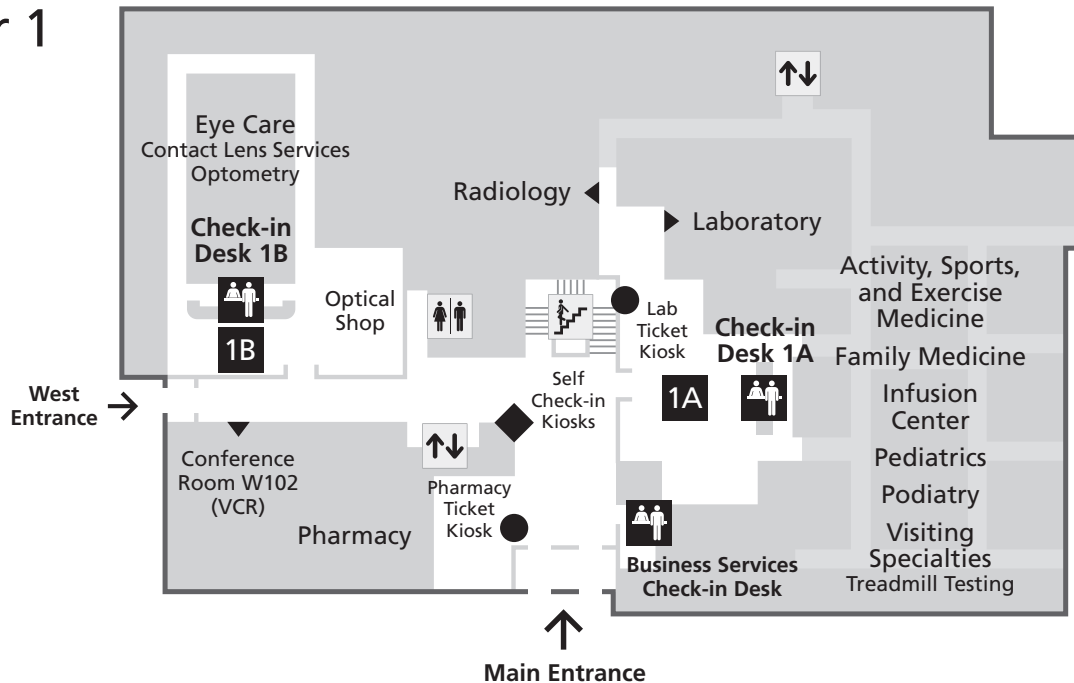 1
Eye Care
Contact Lens Services
Optometry
Check-in
Desk 1B
1B
Optical
Shop
Radiology
Laboratory
Lab
Ticket
Kiosk
Check-in
Desk 1A
1A
Activity, Sports,
and Exercise
Medicine
Family Medicine
Infusion
Center
Pediatrics
Podiatry
Visiting
Specialties
Treadmill Testing
West
Entrance
Self
Check-in
Kiosks
Conference
Room W102
(VCR)
Pharmacy
Pharmacy
Ticket
Kiosk
Business Services
Check-in Desk
Main Entrance